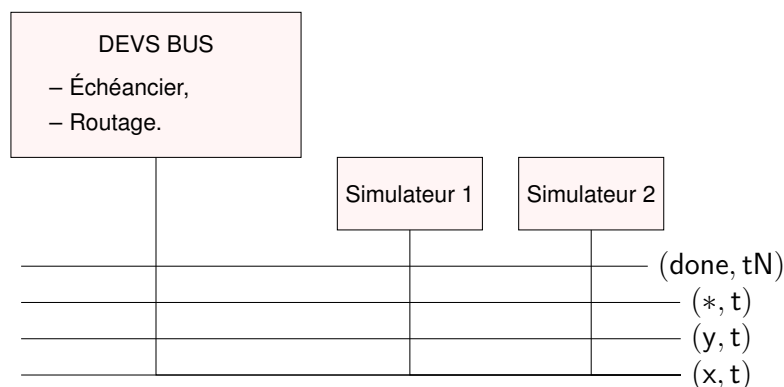 DEVS BUS
– Échéancier,
– Routage.
Simulateur 1
Simulateur 2
(done, tN)
(∗, t)
(y, t)
(x, t)